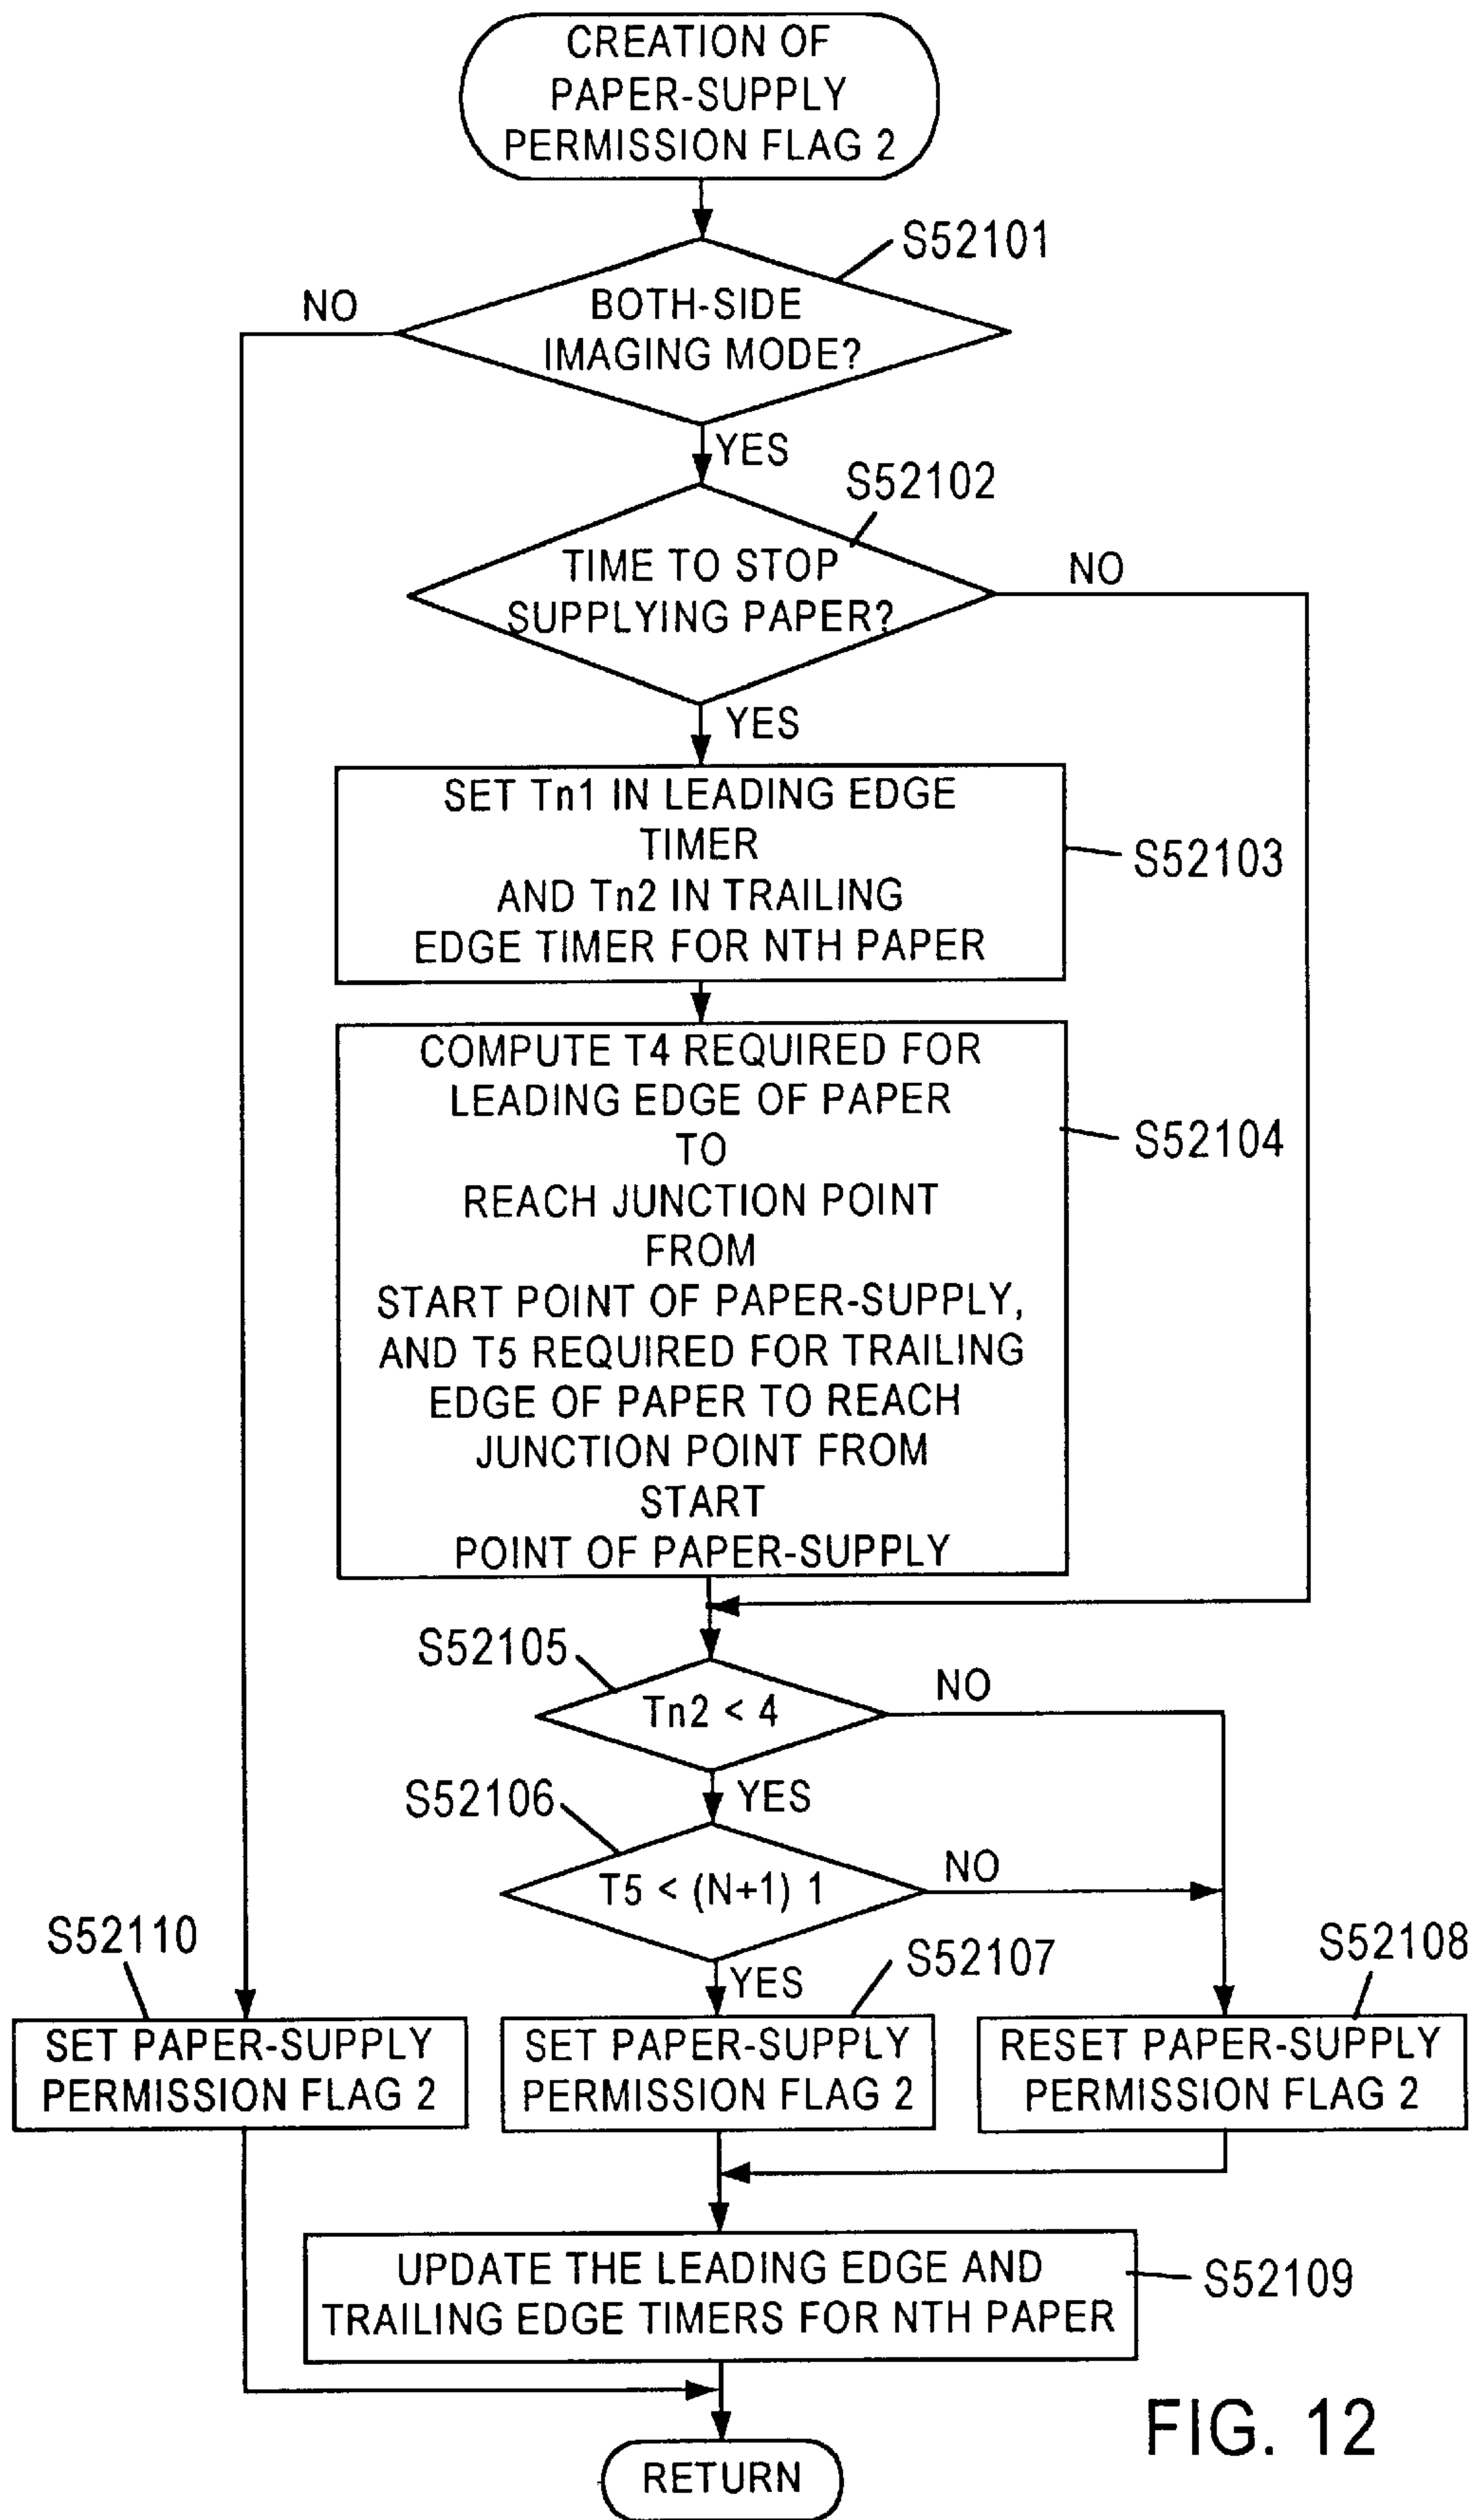 CREATION OF
PAPER-SUPPLY
PERMISSION FLAG 2
S52101
NO
BOTH-SIDE
IMAGING MODE?
YES
S52102
TIME TO STOP
SUPPLYING PAPER?
NO
YES
SET Tn1 IN LEADING EDGE
TIMER
AND Tn2 IN TRAILING
EDGE TIMER FOR NTH PAPER
S52103
COMPUTE T4 REQUIRED FOR
LEADING EDGE OF PAPER
TO
REACH JUNCTION POINT
FROM
START POINT OF PAPER-SUPPLY,
AND T5 REQUIRED FOR TRAILING
EDGE OF PAPER TO REACH
JUNCTION POINT FROM
START
POINT OF PAPER-SUPPLY
S52104
S52105
Tn2 < 4
NO
YES
S52106
T5 < (N+1) 1
NO
YES
S52110
S52107
S52108
SET PAPER-SUPPLY
PERMISSION FLAG 2
SET PAPER-SUPPLY
PERMISSION FLAG 2
RESET PAPER-SUPPLY
PERMISSION FLAG 2
UPDATE THE LEADING EDGE AND
TRAILING EDGE TIMERS FOR NTH PAPER
S52109
RETURN
FIG. 12